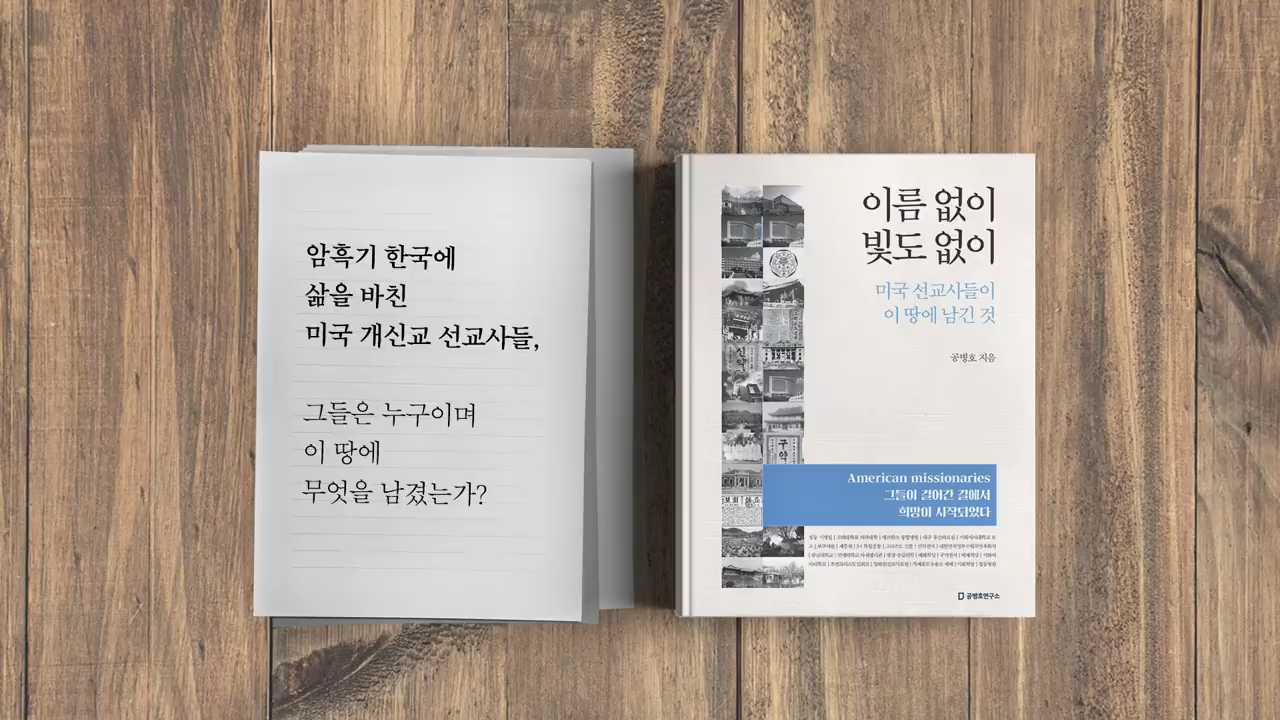 암흑기 한국에
삶을 바친
미국 개신교 선교사들,
그들은 누구이며
이 땅에
무엇을 남겼는가?
이름 없이
빛도 없이
미국 선교사들이
이 땅에 남긴 것
공병호 지음
구약
American missionaries
그들이 걸어간 길에서
희망이 시작되었다
공병호연구소